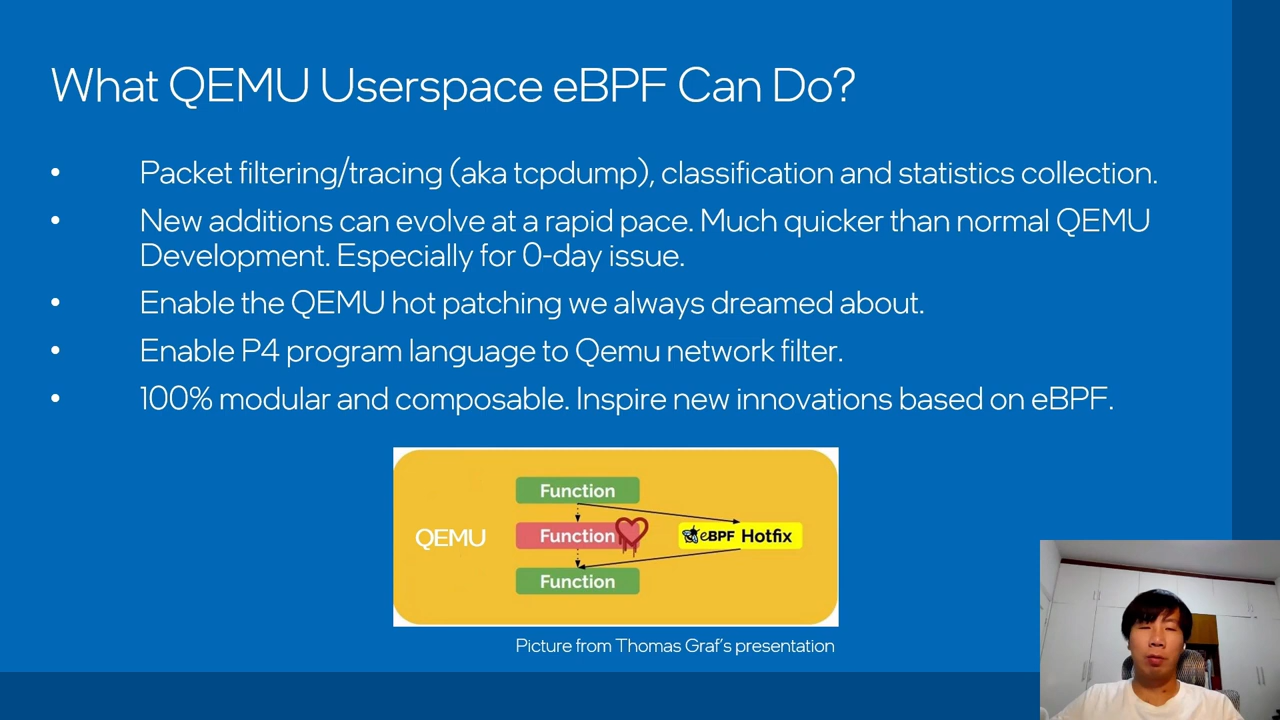 What QEMU Userspace eBPF Can Do?
• Packet filtering/tracing (aka tcpdump), classification and statistics collection.
• New additions can evolve at a rapid pace. Much quicker than normal QEMU
Development. Especially for 0-day issue.
• Enable the QEMU hot patching we always dreamed about.
• Enable P4 program language to Qemu network filter.
• 100% modular and composable. Inspire new innovations based on eBPF.
Function
QEMU
Function
eBPF Hotfix
Function
Picture from Thomas Graf's presentation